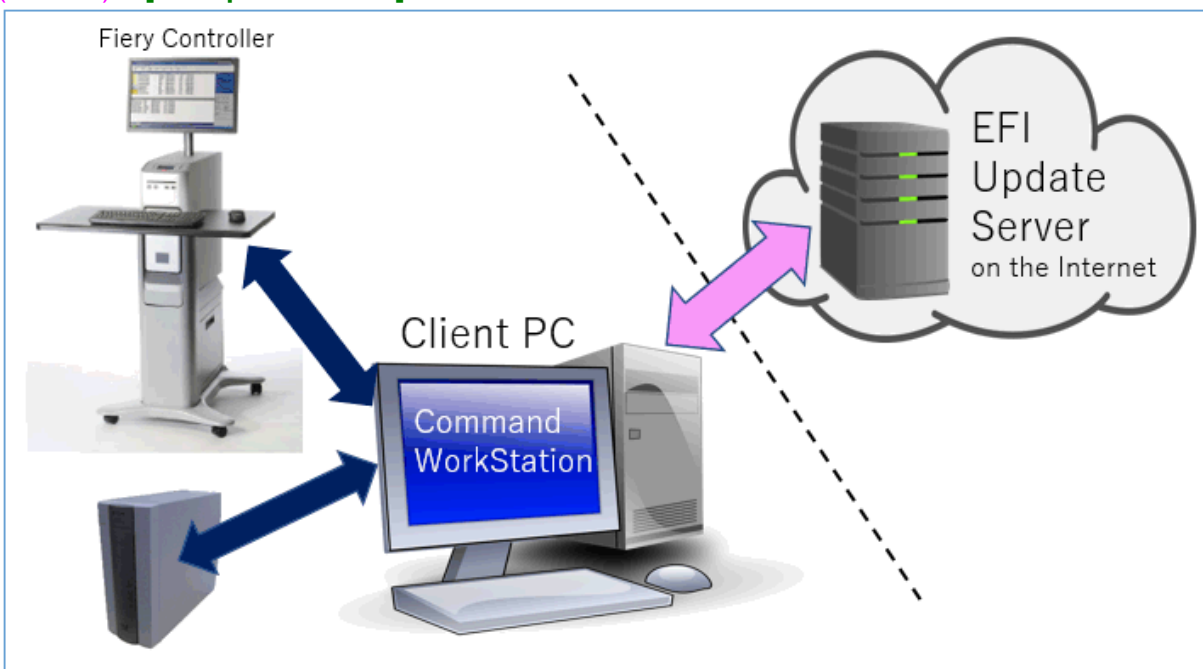 Fiery Controller
EFI
Update
Server
on the Internet
Client PC
Command
WorkStation